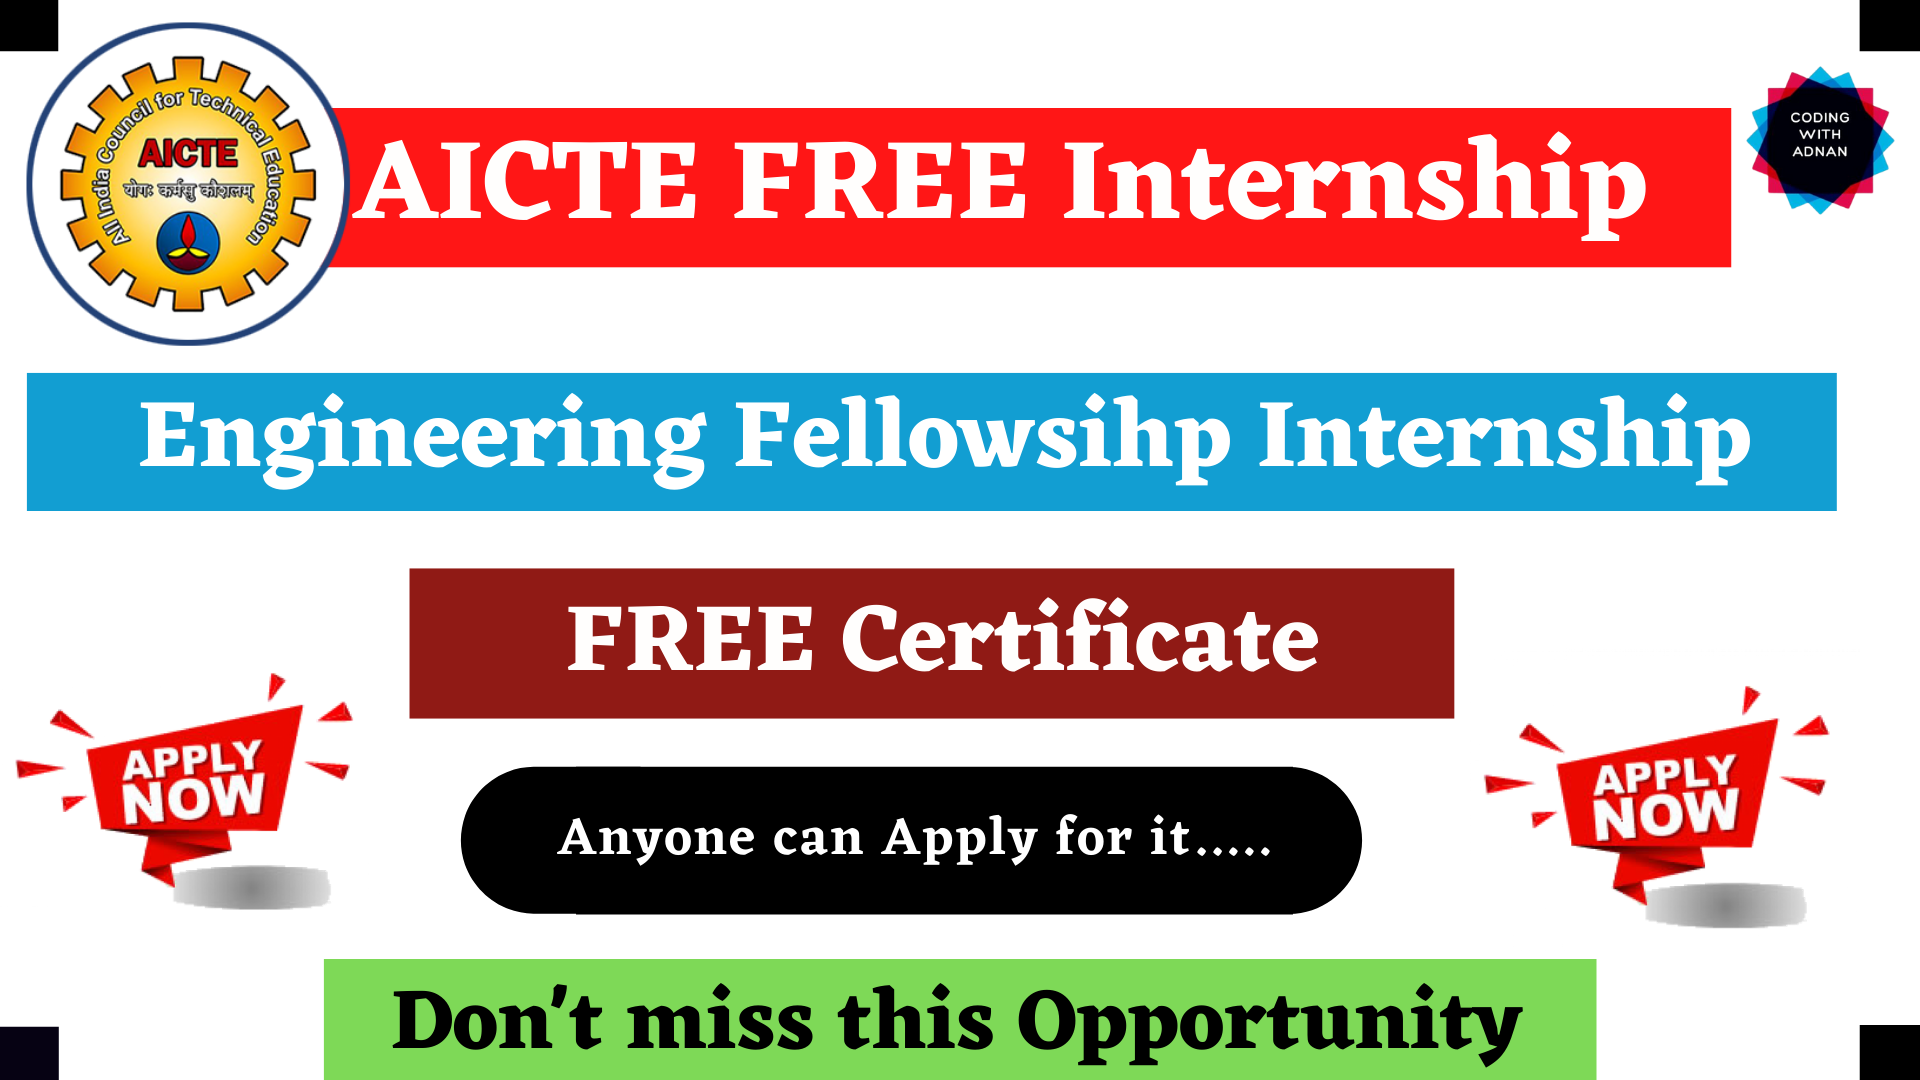 All India Council for Technical Education
AICTE
योगः कर्मसु कौशलम्
AICTE FREE Internship
CODING
WITH
ADNAN
Engineering Fellowsihp Internship
FREE Certificate
APPLY
NOW
Anyone can Apply for it.....
APPLY
NOW
Don't miss this Opportunity